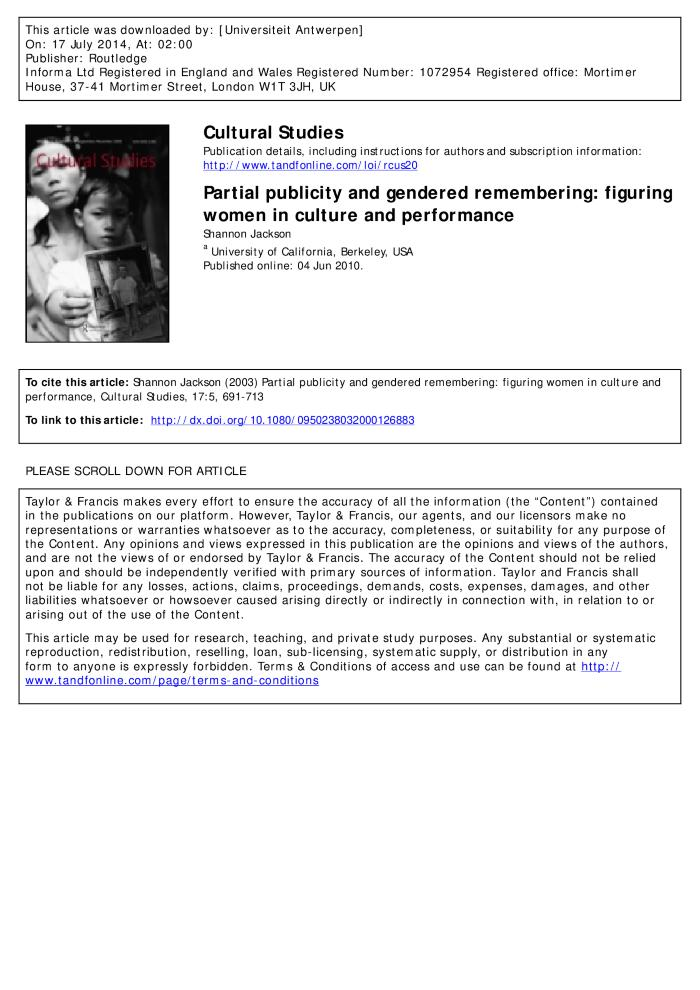 This article was downloaded by: [Universiteit Antwerpen]
On: 17 July 2014, At: 02:00
Publisher: Routledge
Informa Ltd Registered in England and Wales Registered Number: 1072954 Registered office: Mortimer
House, 37-41 Mortimer Street, London W1T 3JH, UK
Cultural Studies
Cultural Studies
Publication details, including instructions for authors and subscription information:
http://www.tandfonline.com/loi/rcus20
Partial publicity and gendered remembering: figuring
women in culture and performance
Shannon Jackson
a University of California, Berkeley, USA
Published online: 04 Jun 2010.
To cite this article: Shannon Jackson (2003) Partial publicity and gendered remembering: figuring women in culture and
performance, Cultural Studies, 17:5, 691-713
To link to this article: http://dx.doi.org/10.1080/0950238032000126883
PLEASE SCROLL DOWN FOR ARTICLE
Taylor & Francis makes every effort to ensure the accuracy of all the information (the “Content”) contained
in the publications on our platform. However, Taylor & Francis, our agents, and our licensors make no
representations or warranties whatsoever as to the accuracy, completeness, or suitability for any purpose of
the Content. Any opinions and views expressed in this publication are the opinions and views of the authors,
and are not the views of or endorsed by Taylor & Francis. The accuracy of the Content should not be relied
upon and should be independently verified with primary sources of information. Taylor and Francis shall
not be liable for any losses, actions, claims, proceedings, demands, costs, expenses, damages, and other
liabilities whatsoever or howsoever caused arising directly or indirectly in connection with, in relation to or
arising out of the use of the Content.
This article may be used for research, teaching, and private study purposes. Any substantial or systematic
reproduction, redistribution, reselling, loan, sub-licensing, systematic supply, or distribution in any
form to anyone is expressly forbidden. Terms & Conditions of access and use can be found at http://
www.tandfonline.com/page/terms-and-conditions